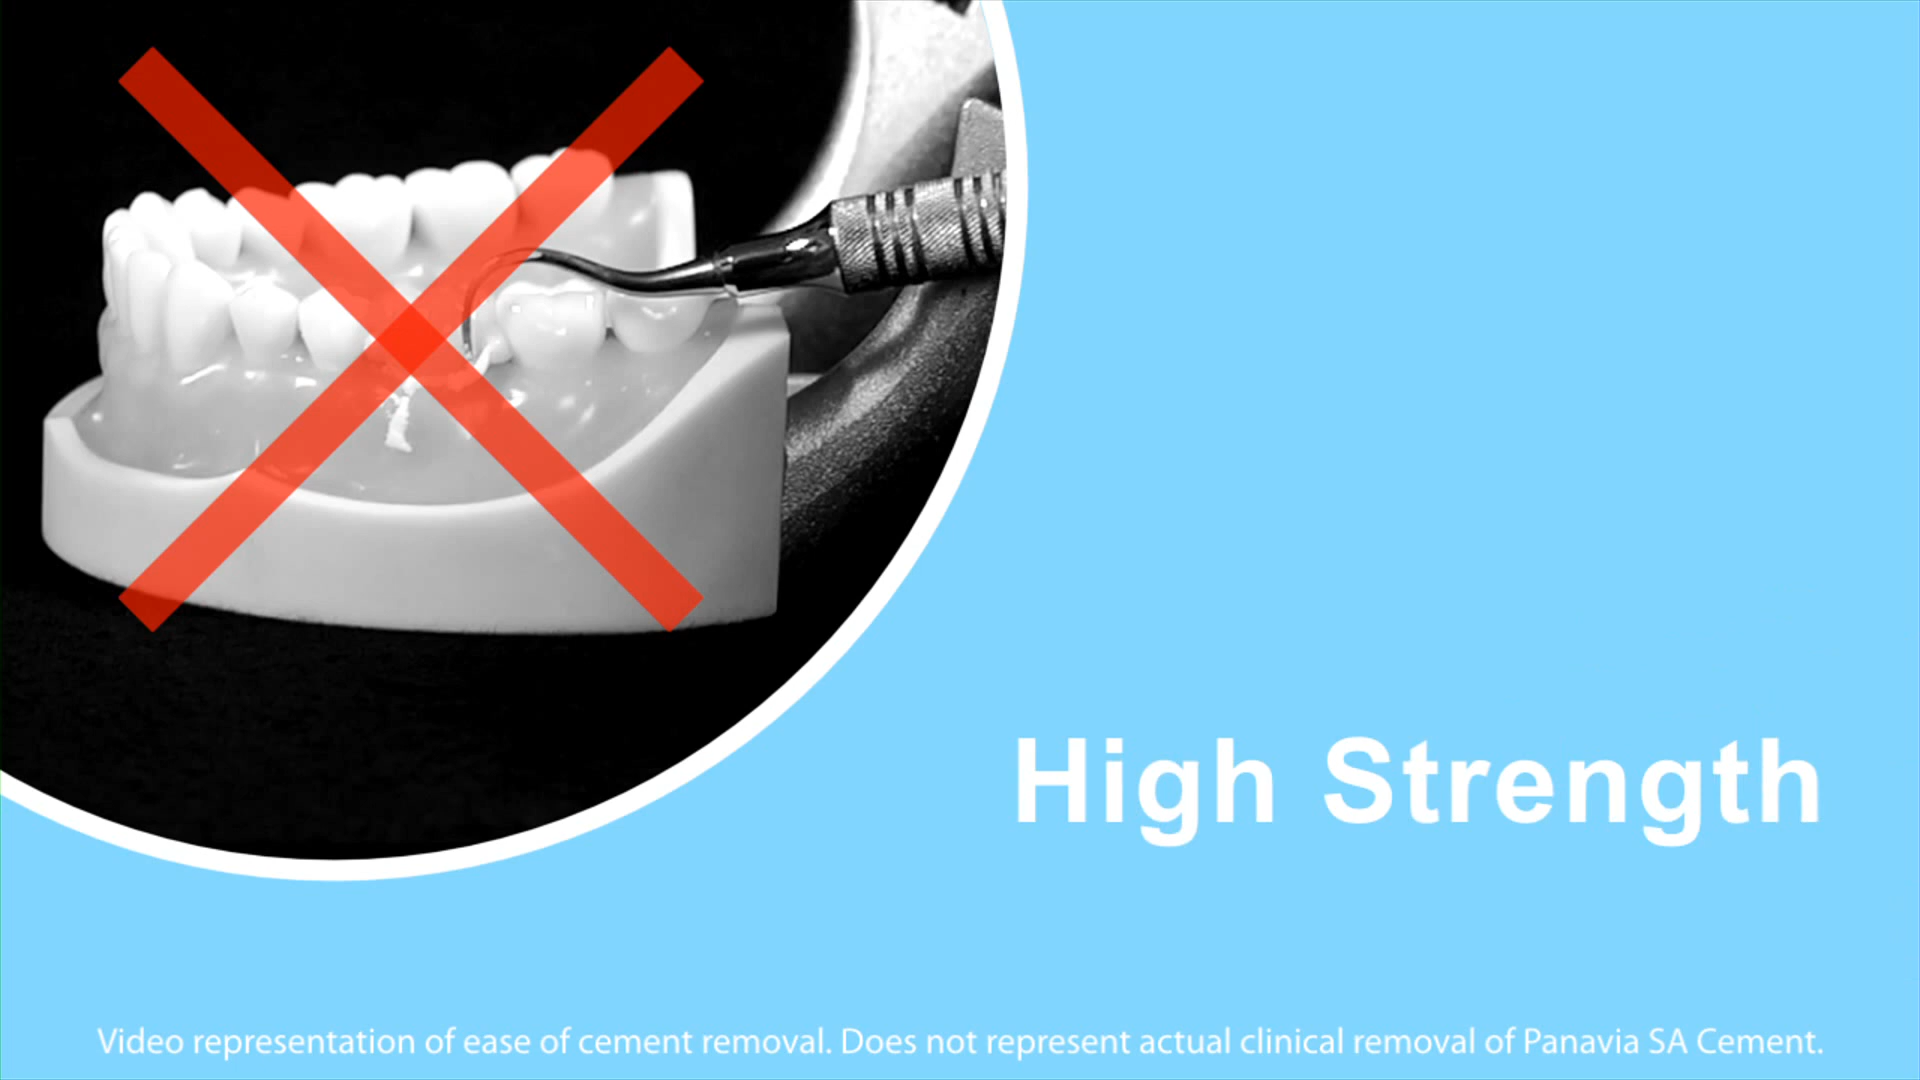 High Strength
Video representation of ease of cement removal. Does not represent actual clinical removal of Panavia SA Cement.